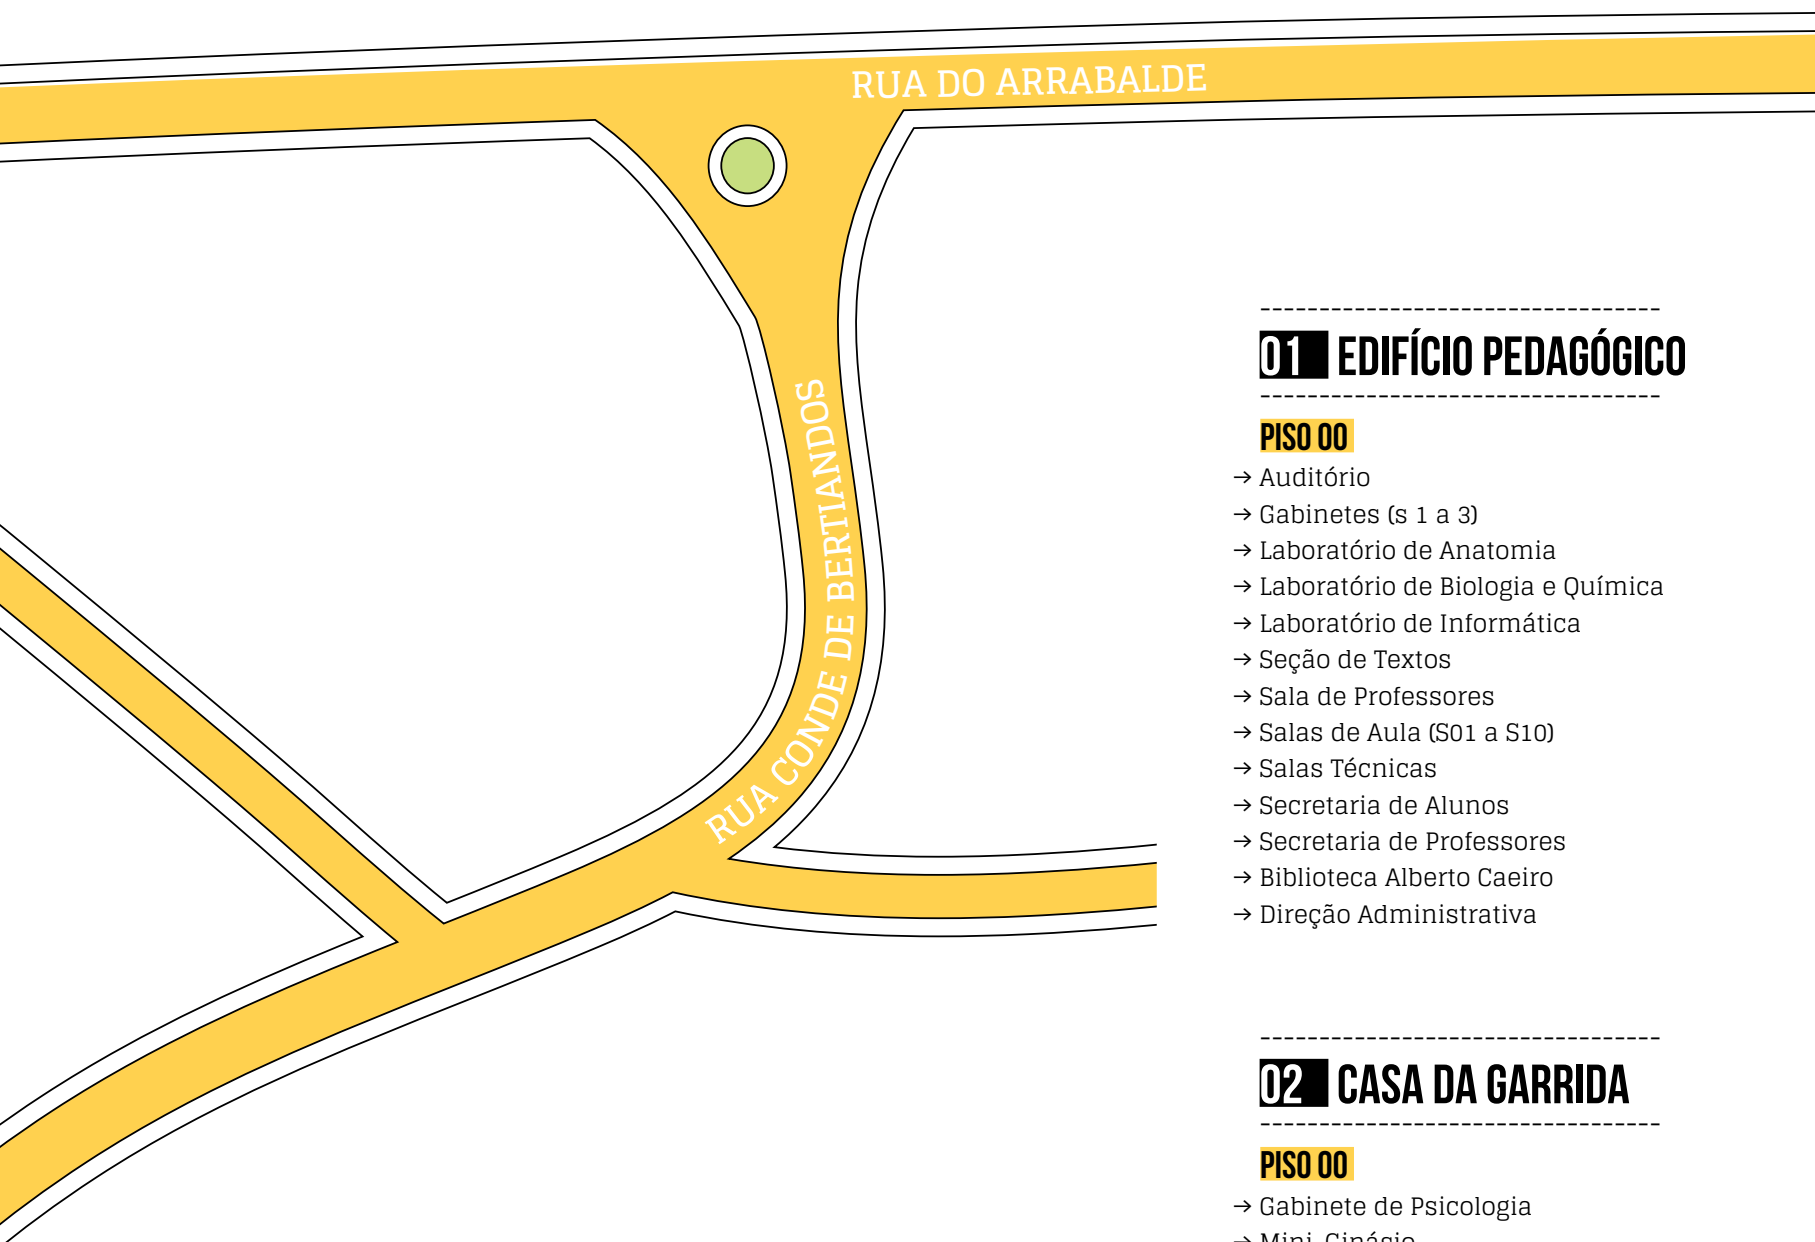 RUA DO ARRABALDE
RUA CONDE DE BERTIANDOS
01 EDIFÍCIO PEDAGÓGICO
PISO 00
→ Auditório
→ Gabinetes (s 1 a 3)
→ Laboratório de Anatomia
→ Laboratório de Biologia e Química
→ Laboratório de Informática
→ Seção de Textos
→ Sala de Professores
→ Salas de Aula (S01 a S10)
→ Salas Técnicas
→ Secretaria de Alunos
→ Secretaria de Professores
→ Biblioteca Alberto Caeiro
→ Direção Administrativa
02 CASA DA GARRIDA
PISO 00
→ Gabinete de Psicologia
→ Mini-Ginásio